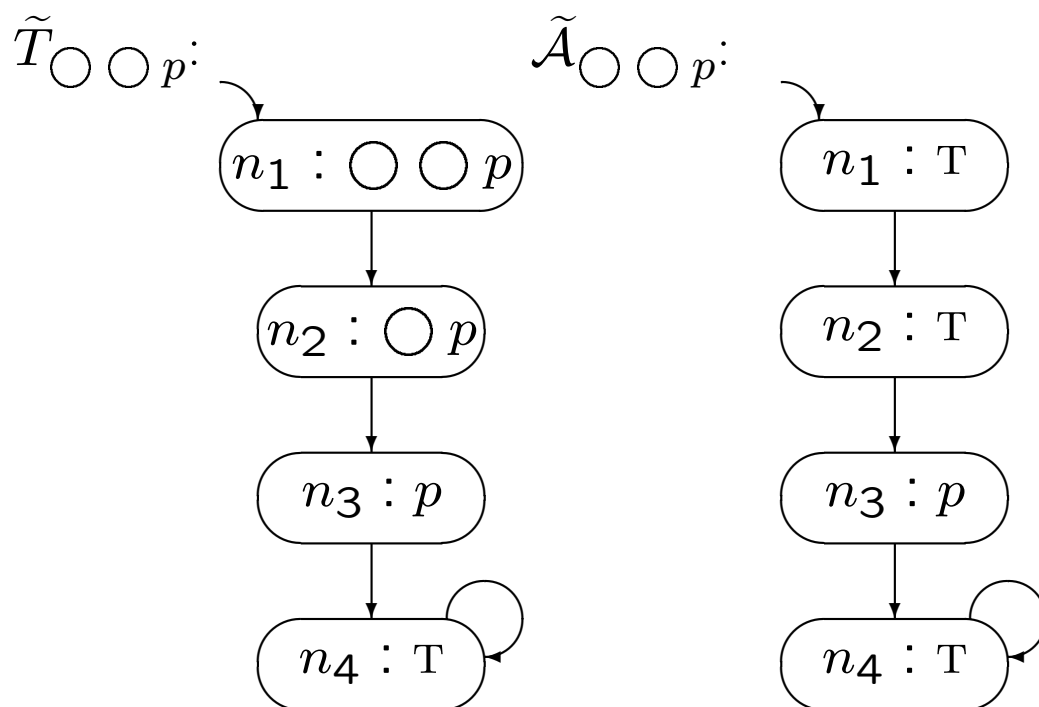 T̃○ ○ p: Ã○ ○ p:
n₁ : ○ ○ p n₁ : T
n₂ : ○ p n₂ : T
n₃ : p n₃ : p
n₄ : T n₄ : T